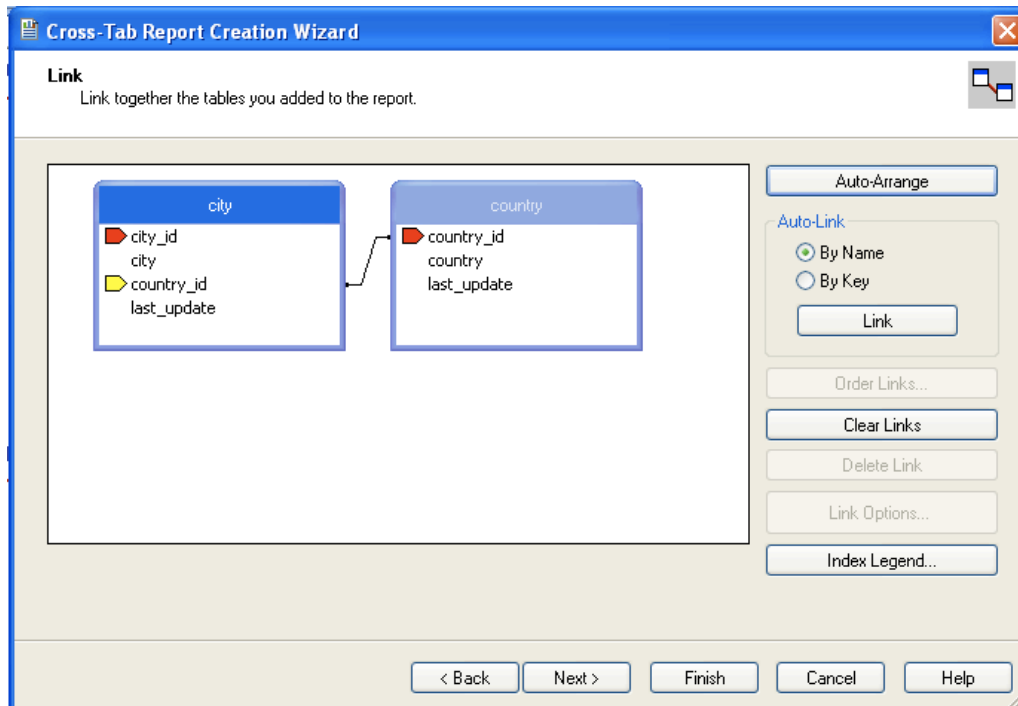 Cross-Tab Report Creation Wizard
Link
Link together the tables you added to the report.
city
city_id
city
country_id
last_update
country
country_id
country
last_update
Auto-Arrange
Auto-Link
By Name
By Key
Link
Order Links...
Clear Links
Delete Link
Link Options...
Index Legend...
< Back
Next >
Finish
Cancel
Help